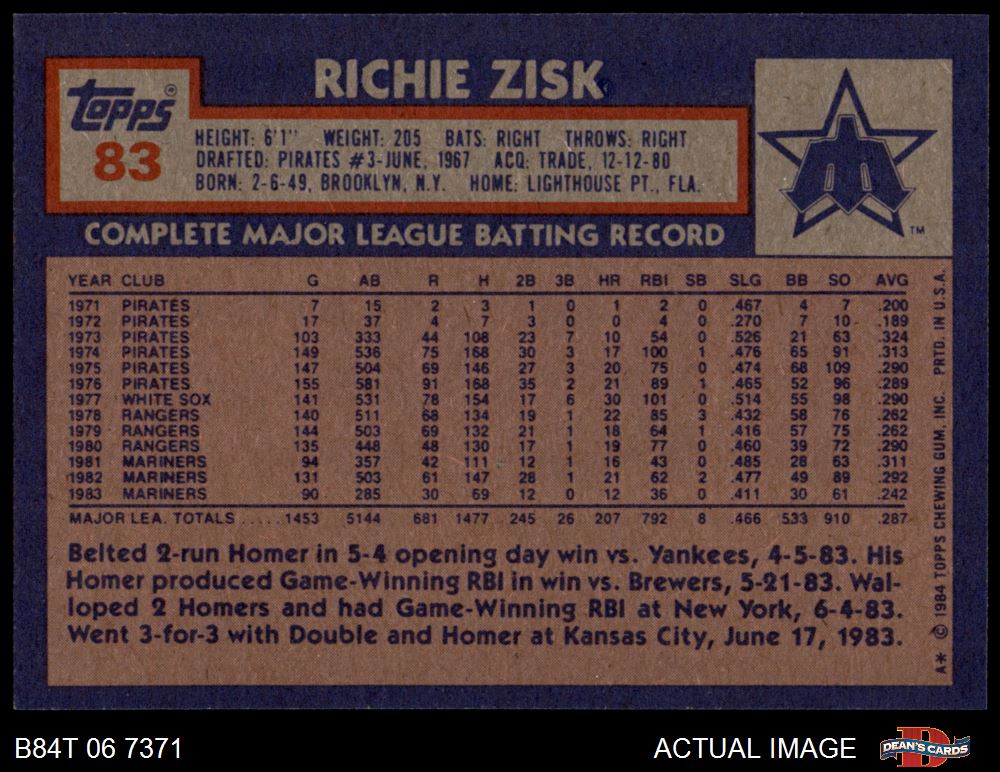 RICHIE ZISK
topps®
83
HEIGHT: 6'1" WEIGHT: 205 BATS: RIGHT THROWS: RIGHT
DRAFTED: PIRATES #3-JUNE, 1967 ACQ: TRADE, 12-12-80
BORN: 2-6-49, BROOKLYN, N.Y. HOME: LIGHTHOUSE PT., FLA.
TM
COMPLETE MAJOR LEAGUE BATTING RECORD
YEAR CLUB G AB R H 2B 3B HR RBI SB SLG BB SO AVG
1971 PIRATES 7 15 2 3 1 0 1 2 0 .467 4 7 .200
1972 PIRATES 17 37 4 7 3 0 0 4 0 .270 7 10 .189
1973 PIRATES 103 333 44 108 23 7 10 54 0 .526 21 63 .324
1974 PIRATES 149 536 75 168 30 3 17 100 1 .476 65 91 .313
1975 PIRATES 147 504 69 146 27 3 20 75 0 .474 68 109 .290
1976 PIRATES 155 581 91 168 35 2 21 89 1 .465 52 96 .289
1977 WHITE SOX 141 531 78 154 17 6 30 101 0 .514 55 98 .290
1978 RANGERS 140 511 68 134 19 1 22 85 3 .432 58 76 .262
1979 RANGERS 144 503 69 132 21 1 18 64 1 .416 57 75 .262
1980 RANGERS 135 448 48 130 17 1 19 77 0 .460 39 72 .290
1981 MARINERS 94 357 42 111 12 1 16 43 0 .485 28 63 .311
1982 MARINERS 131 503 61 147 28 1 21 62 2 .477 49 89 .292
1983 MARINERS 90 285 30 69 12 0 12 36 0 .411 30 61 .242
MAJOR LEA. TOTALS ..... 1453 5144 681 1477 245 26 207 792 8 .466 533 910 .287
Belted 2-run Homer in 5-4 opening day win vs. Yankees, 4-5-83. His
Homer produced Game-Winning RBI in win vs. Brewers, 5-21-83. Wal-
loped 2 Homers and had Game-Winning RBI at New York, 6-4-83.
Went 3-for-3 with Double and Homer at Kansas City, June 17, 1983.
A* © 1984 TOPPS CHEWING GUM, INC. PRTD. IN U.S.A.
B84T 06 7371
ACTUAL IMAGE
DEAN'S CARDS